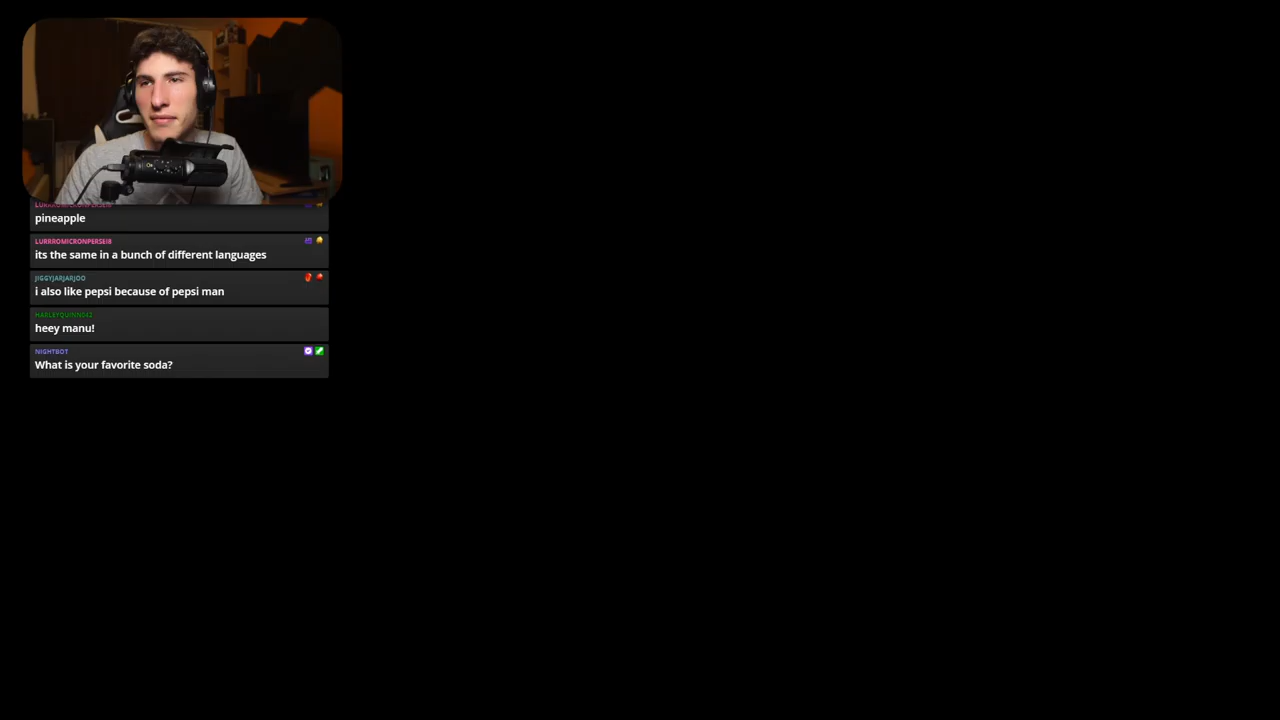 pineapple
LURRROMICRONPERSEI8
its the same in a bunch of different languages
JIGGYJARJARJOO
i also like pepsi because of pepsi man
HARLEYQUINN042
heey manu!
NIGHTBOT
What is your favorite soda?